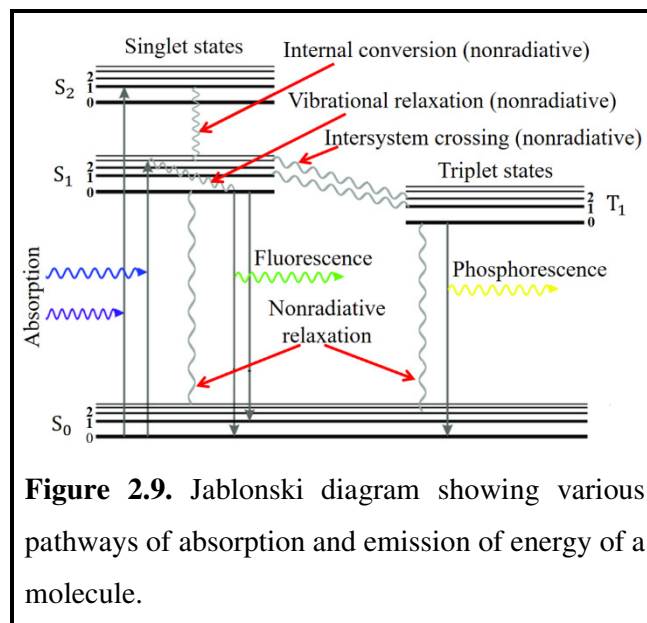 Singlet states
Internal conversion (nonradiative)
S₂
2
1
0
Vibrational relaxation (nonradiative)
Intersystem crossing (nonradiative)
S₁
2
1
0
Triplet states
2
1
0
T₁
Absorption
Fluorescence
Phosphorescence
Nonradiative
relaxation
S₀
2
1
0
Figure 2.9. Jablonski diagram showing various
pathways of absorption and emission of energy of a
molecule.